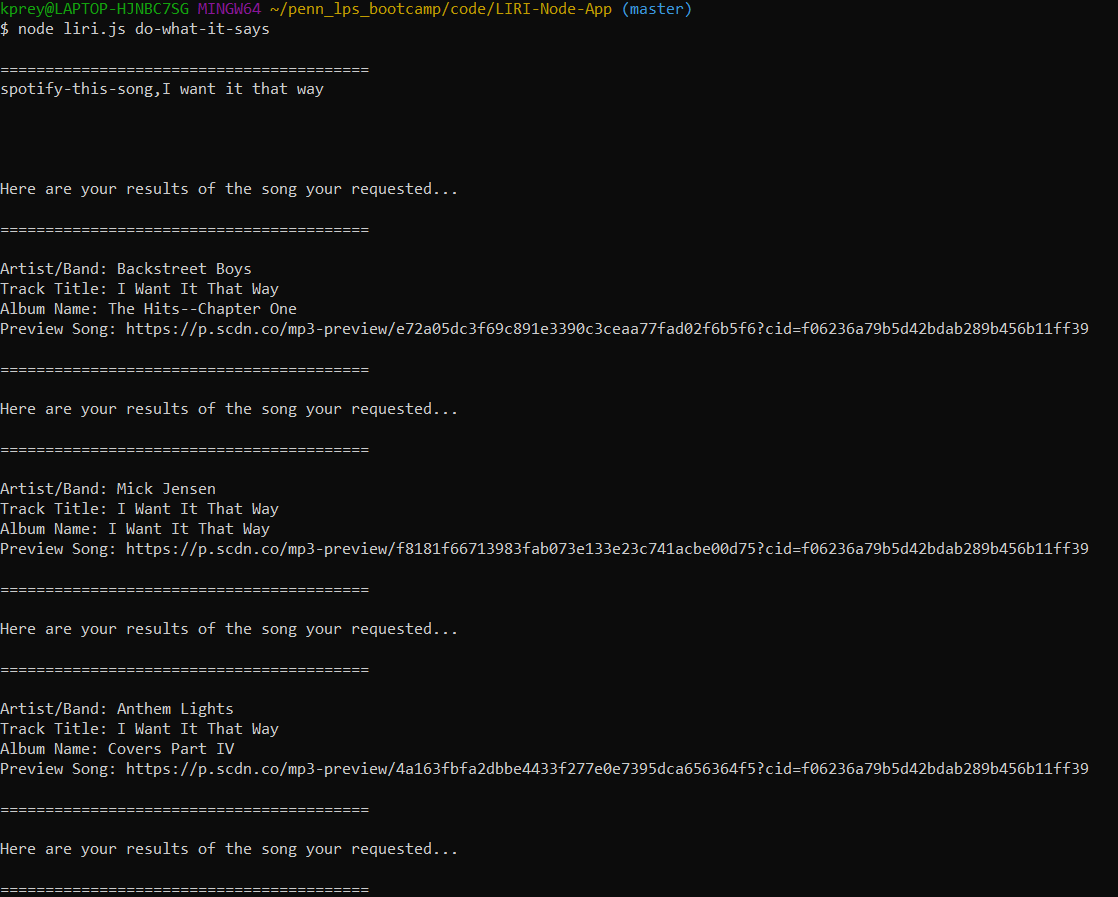 kprey@LAPTOP-HJNBC7SG MINGW64 ~/penn_lps_bootcamp/code/LIRI-Node-App (master)
$ node liri.js do-what-it-says
=========================================
spotify-this-song,I want it that way
Here are your results of the song your requested...
=========================================
Artist/Band: Backstreet Boys
Track Title: I Want It That Way
Album Name: The Hits--Chapter One
Preview Song: https://p.scdn.co/mp3-preview/e72a05dc3f69c891e3390c3ceaa77fad02f6b5f6?cid=f06236a79b5d42bdab289b456b11ff39
=========================================
Here are your results of the song your requested...
=========================================
Artist/Band: Mick Jensen
Track Title: I Want It That Way
Album Name: I Want It That Way
Preview Song: https://p.scdn.co/mp3-preview/f8181f66713983fab073e133e23c741acbe00d75?cid=f06236a79b5d42bdab289b456b11ff39
=========================================
Here are your results of the song your requested...
=========================================
Artist/Band: Anthem Lights
Track Title: I Want It That Way
Album Name: Covers Part IV
Preview Song: https://p.scdn.co/mp3-preview/4a163fbfa2dbbe4433f277e0e7395dca656364f5?cid=f06236a79b5d42bdab289b456b11ff39
=========================================
Here are your results of the song your requested...
=========================================